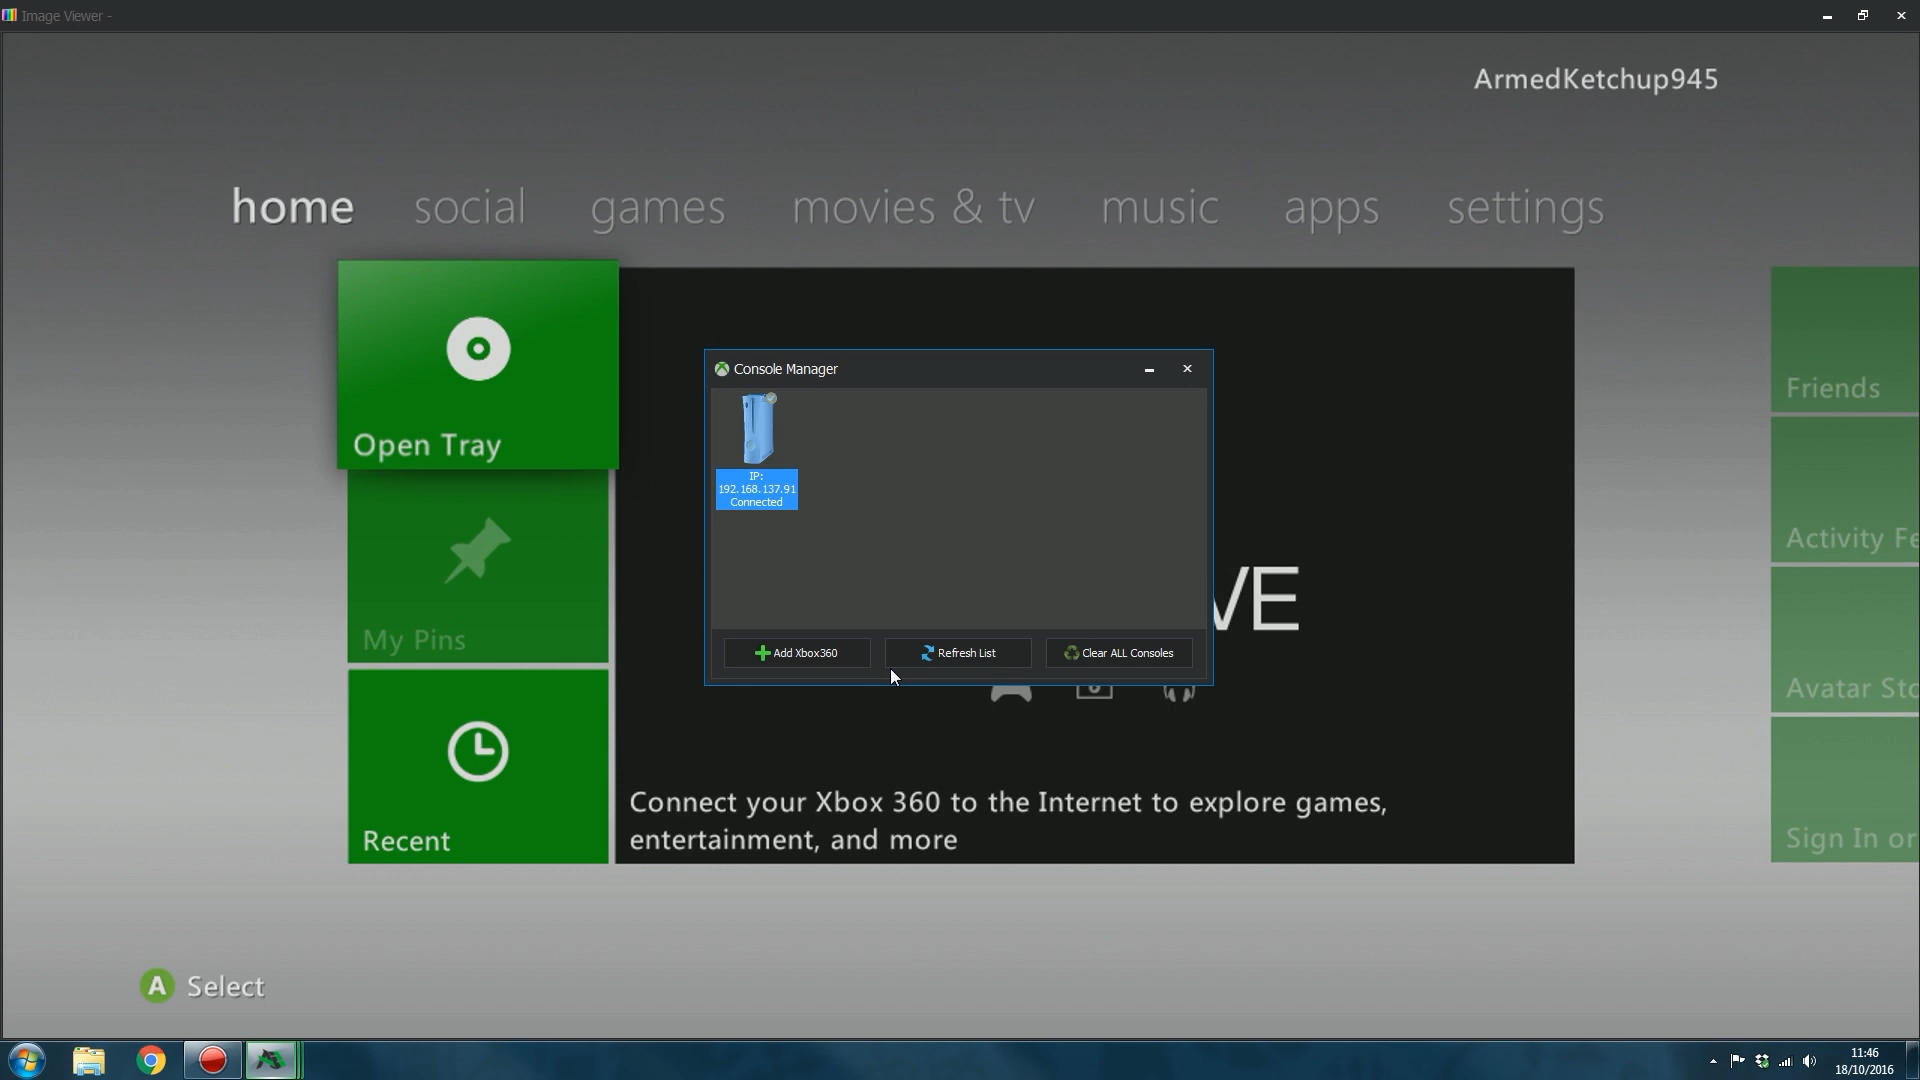 Image Viewer -
ArmedKetchup945
home social games movies & tv music apps settings
Open Tray
My Pins
Recent
Console Manager
IP:
192.168.137.91
Connected
Add Xbox360
Refresh List
Clear ALL Consoles
VE
Connect your Xbox 360 to the Internet to explore games,
entertainment, and more
Friends
Activity Fe
Avatar Sto
Sign In or
A Select
11:46
18/10/2016